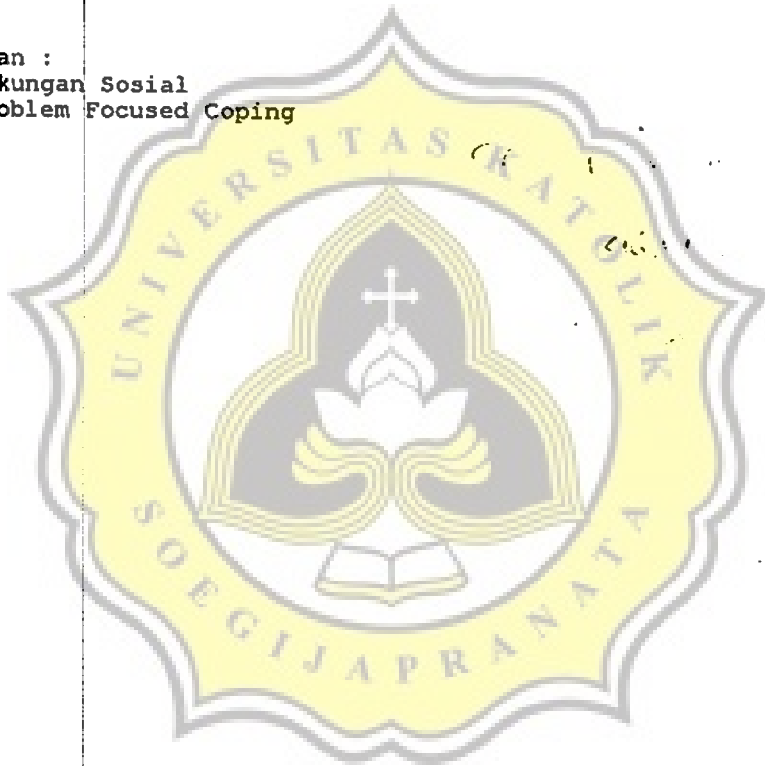 an :
kungan Sosial
oblem Focused Coping
UNIVERSITAS KATOLIK
SOEGIJAPRANATA